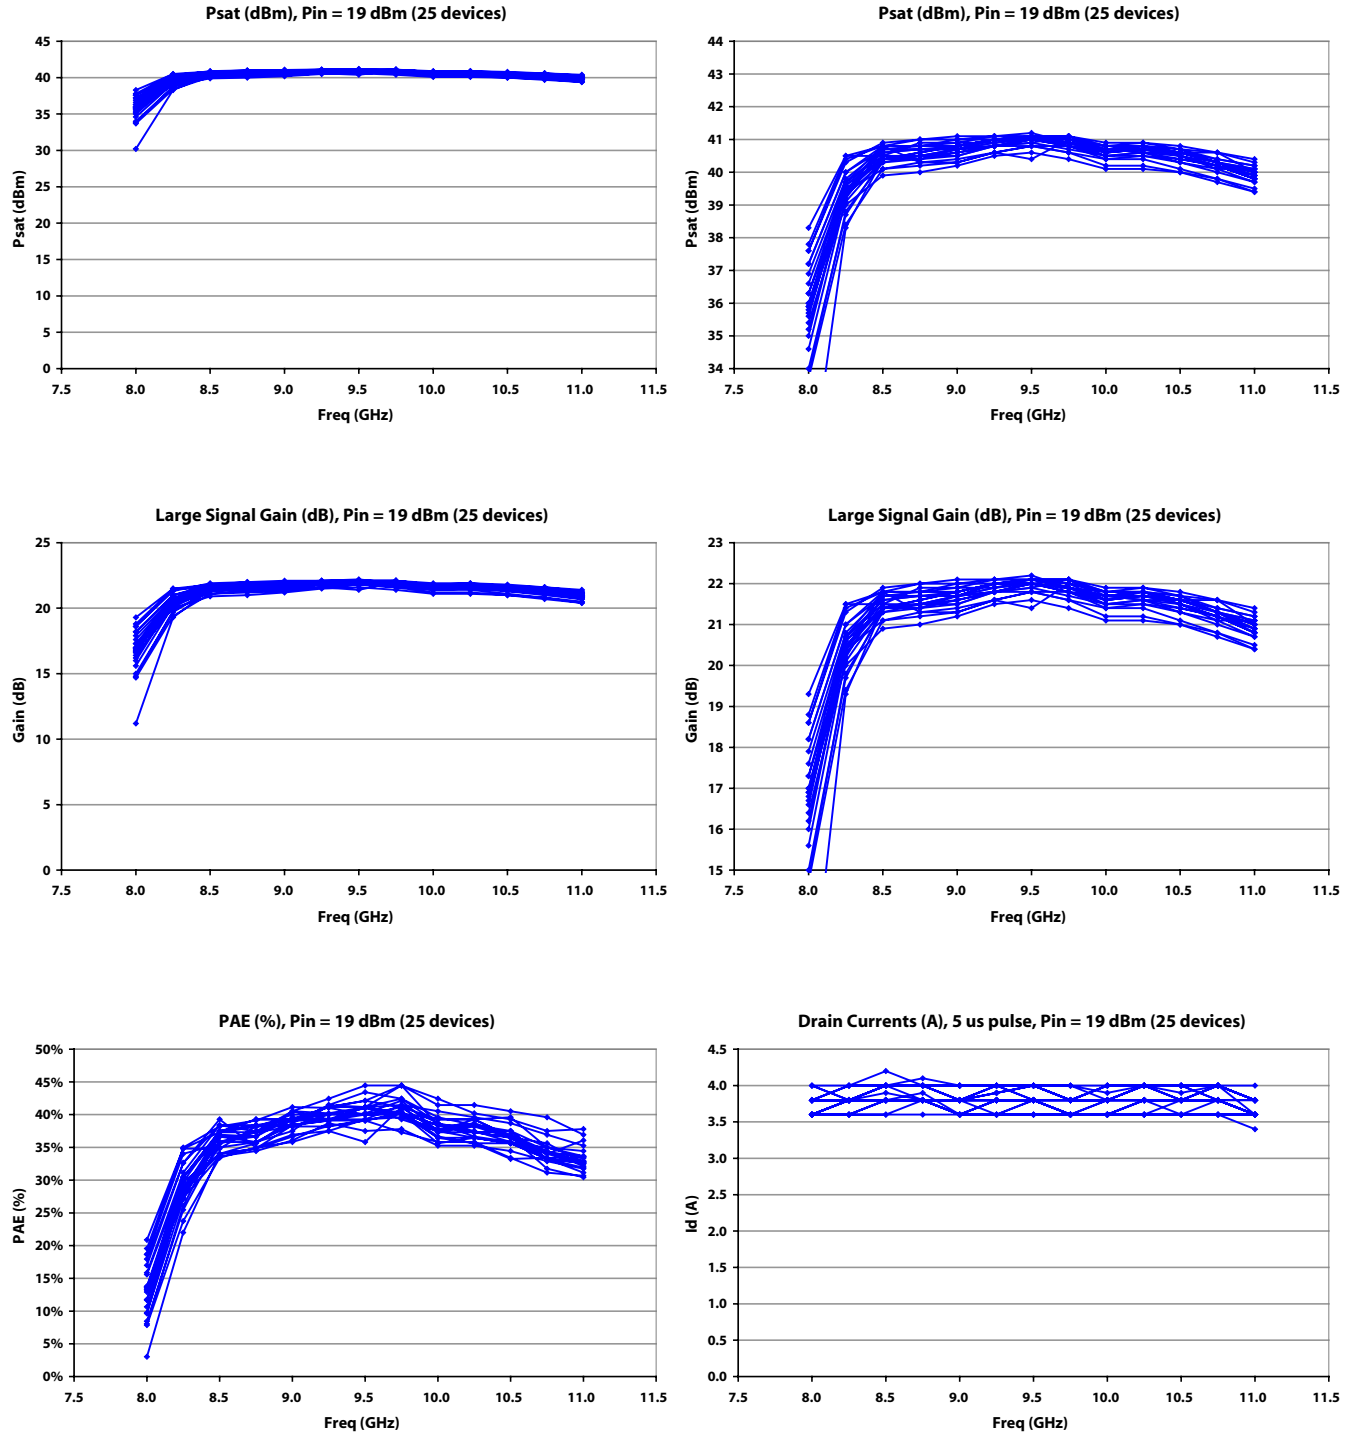 Psat (dBm), Pin = 19 dBm (25 devices)
45
40
35
30
25
20
15
10
5
0
Psat (dBm)
7.5 8.0 8.5 9.0 9.5 10.0 10.5 11.0 11.5
Freq (GHz)
Psat (dBm), Pin = 19 dBm (25 devices)
44
43
42
41
40
39
38
37
36
35
34
Psat (dBm)
7.5 8.0 8.5 9.0 9.5 10.0 10.5 11.0 11.5
Freq (GHz)
Large Signal Gain (dB), Pin = 19 dBm (25 devices)
25
20
15
10
5
0
Gain (dB)
7.5 8.0 8.5 9.0 9.5 10.0 10.5 11.0 11.5
Freq (GHz)
Large Signal Gain (dB), Pin = 19 dBm (25 devices)
23
22
21
20
19
18
17
16
15
Gain (dB)
7.5 8.0 8.5 9.0 9.5 10.0 10.5 11.0 11.5
Freq (GHz)
PAE (%), Pin = 19 dBm (25 devices)
50%
45%
40%
35%
30%
25%
20%
15%
10%
5%
0%
PAE (%)
7.5 8.0 8.5 9.0 9.5 10.0 10.5 11.0 11.5
Freq (GHz)
Drain Currents (A), 5 us pulse, Pin = 19 dBm (25 devices)
4.5
4.0
3.5
3.0
2.5
2.0
1.5
1.0
0.5
0.0
Id (A)
7.5 8.0 8.5 9.0 9.5 10.0 10.5 11.0 11.5
Freq (GHz)